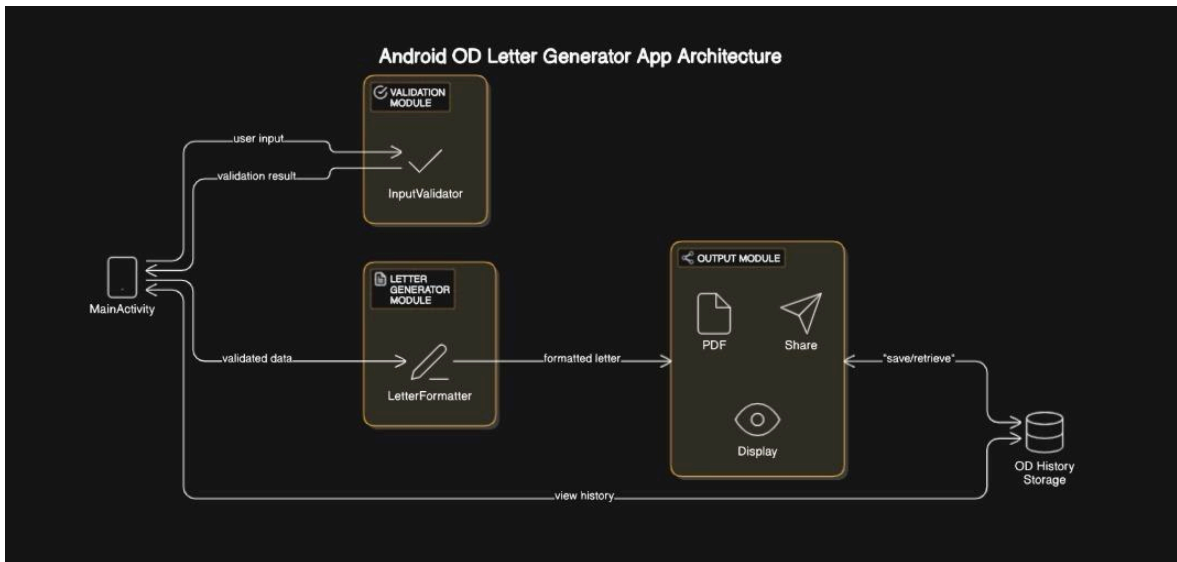 Android OD Letter Generator App Architecture
VALIDATION
MODULE
user input
validation result
InputValidator
MainActivity
LETTER
GENERATOR
MODULE
validated data
LetterFormatter
formatted letter
OUTPUT MODULE
PDF
Share
Display
"save/retrieve"
OD History
Storage
view history